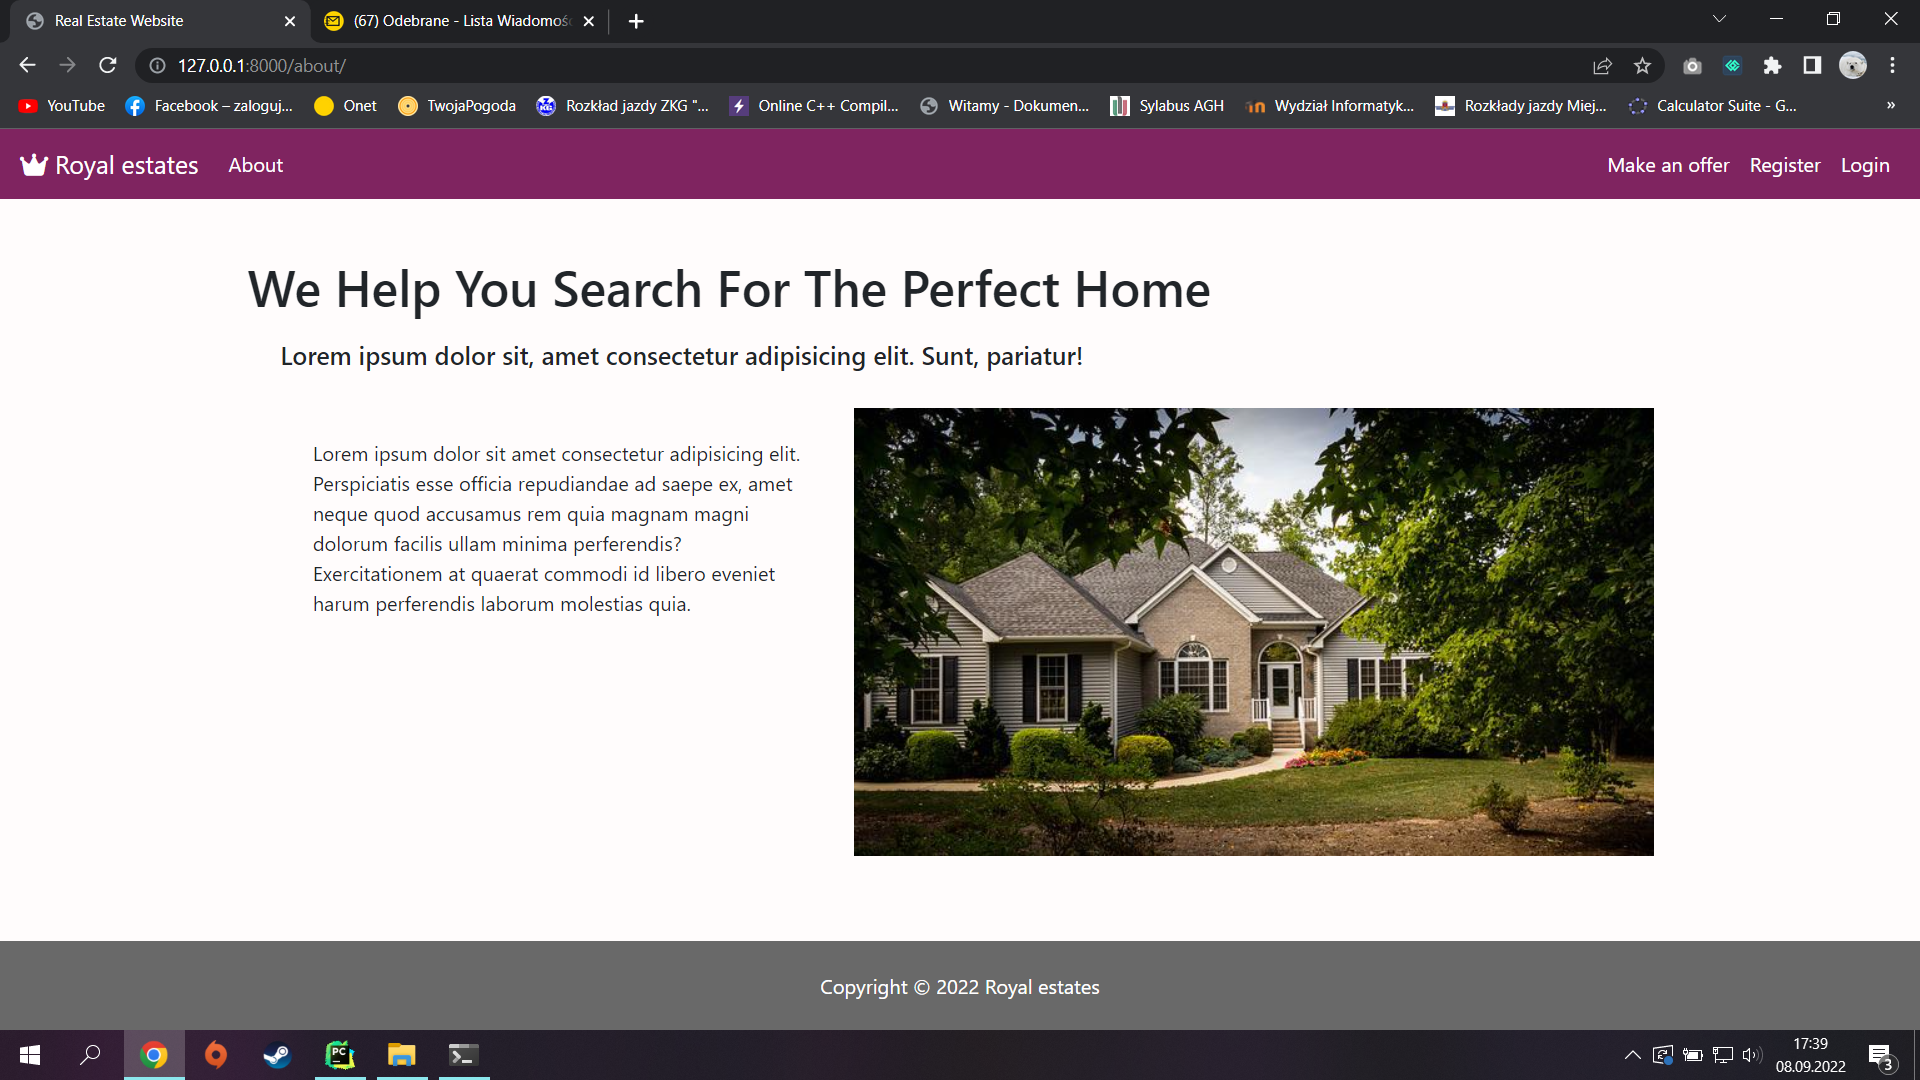 Real Estate Website
(67) Odebrane - Lista Wiadomośc
127.0.0.1:8000/about/
YouTube
Facebook – zaloguj...
Onet
TwojaPogoda
Rozkład jazdy ZKG "...
Online C++ Compil...
Witamy - Dokumen...
Sylabus AGH
Wydział Informatyk...
Rozkłady jazdy Miej...
Calculator Suite - G...
»
Royal estates
About
Make an offer
Register
Login
We Help You Search For The Perfect Home
Lorem ipsum dolor sit, amet consectetur adipisicing elit. Sunt, pariatur!
Lorem ipsum dolor sit amet consectetur adipisicing elit.
Perspiciatis esse officia repudiandae ad saepe ex, amet
neque quod accusamus rem quia magnam magni
dolorum facilis ullam minima perferendis?
Exercitationem at quaerat commodi id libero eveniet
harum perferendis laborum molestias quia.
Copyright © 2022 Royal estates
PC
17:39
08.09.2022
3